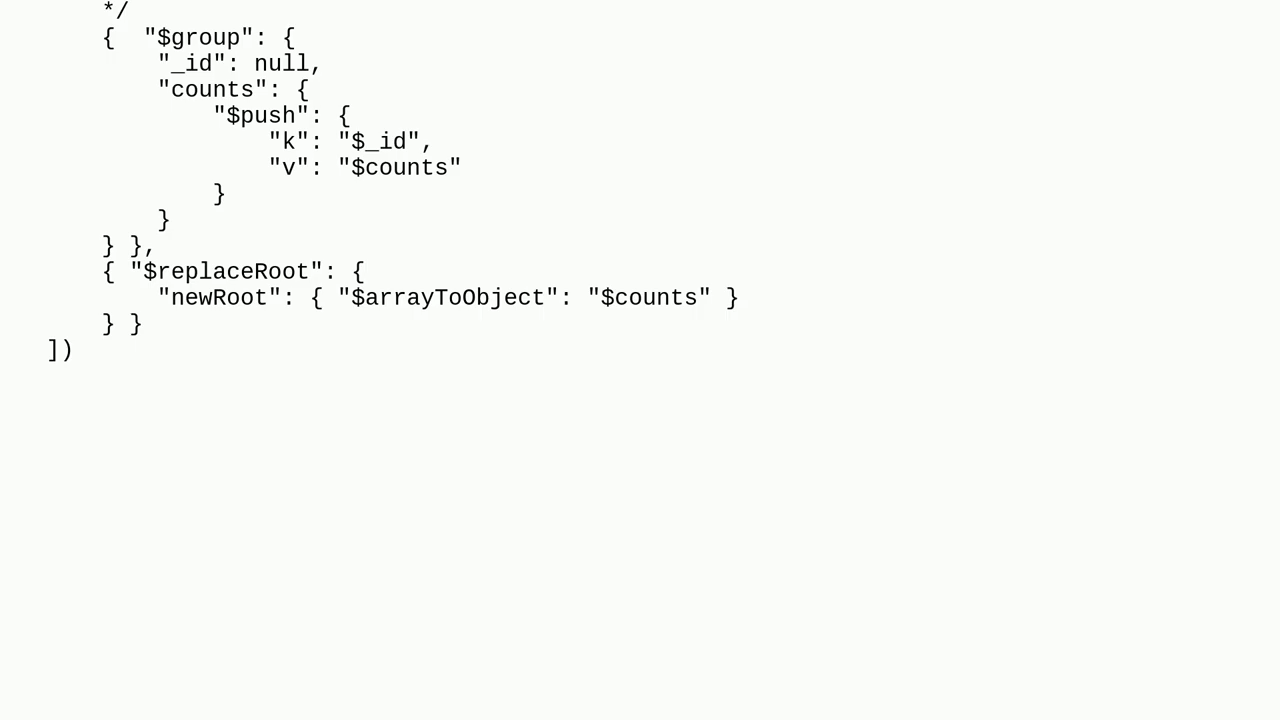 */
{  "$group": {
"_id": null,
"counts": {
"$push": {
"k": "$_id",
"v": "$counts"
}
}
} },
{ "$replaceRoot": {
"newRoot": { "$arrayToObject": "$counts" }
} }
])